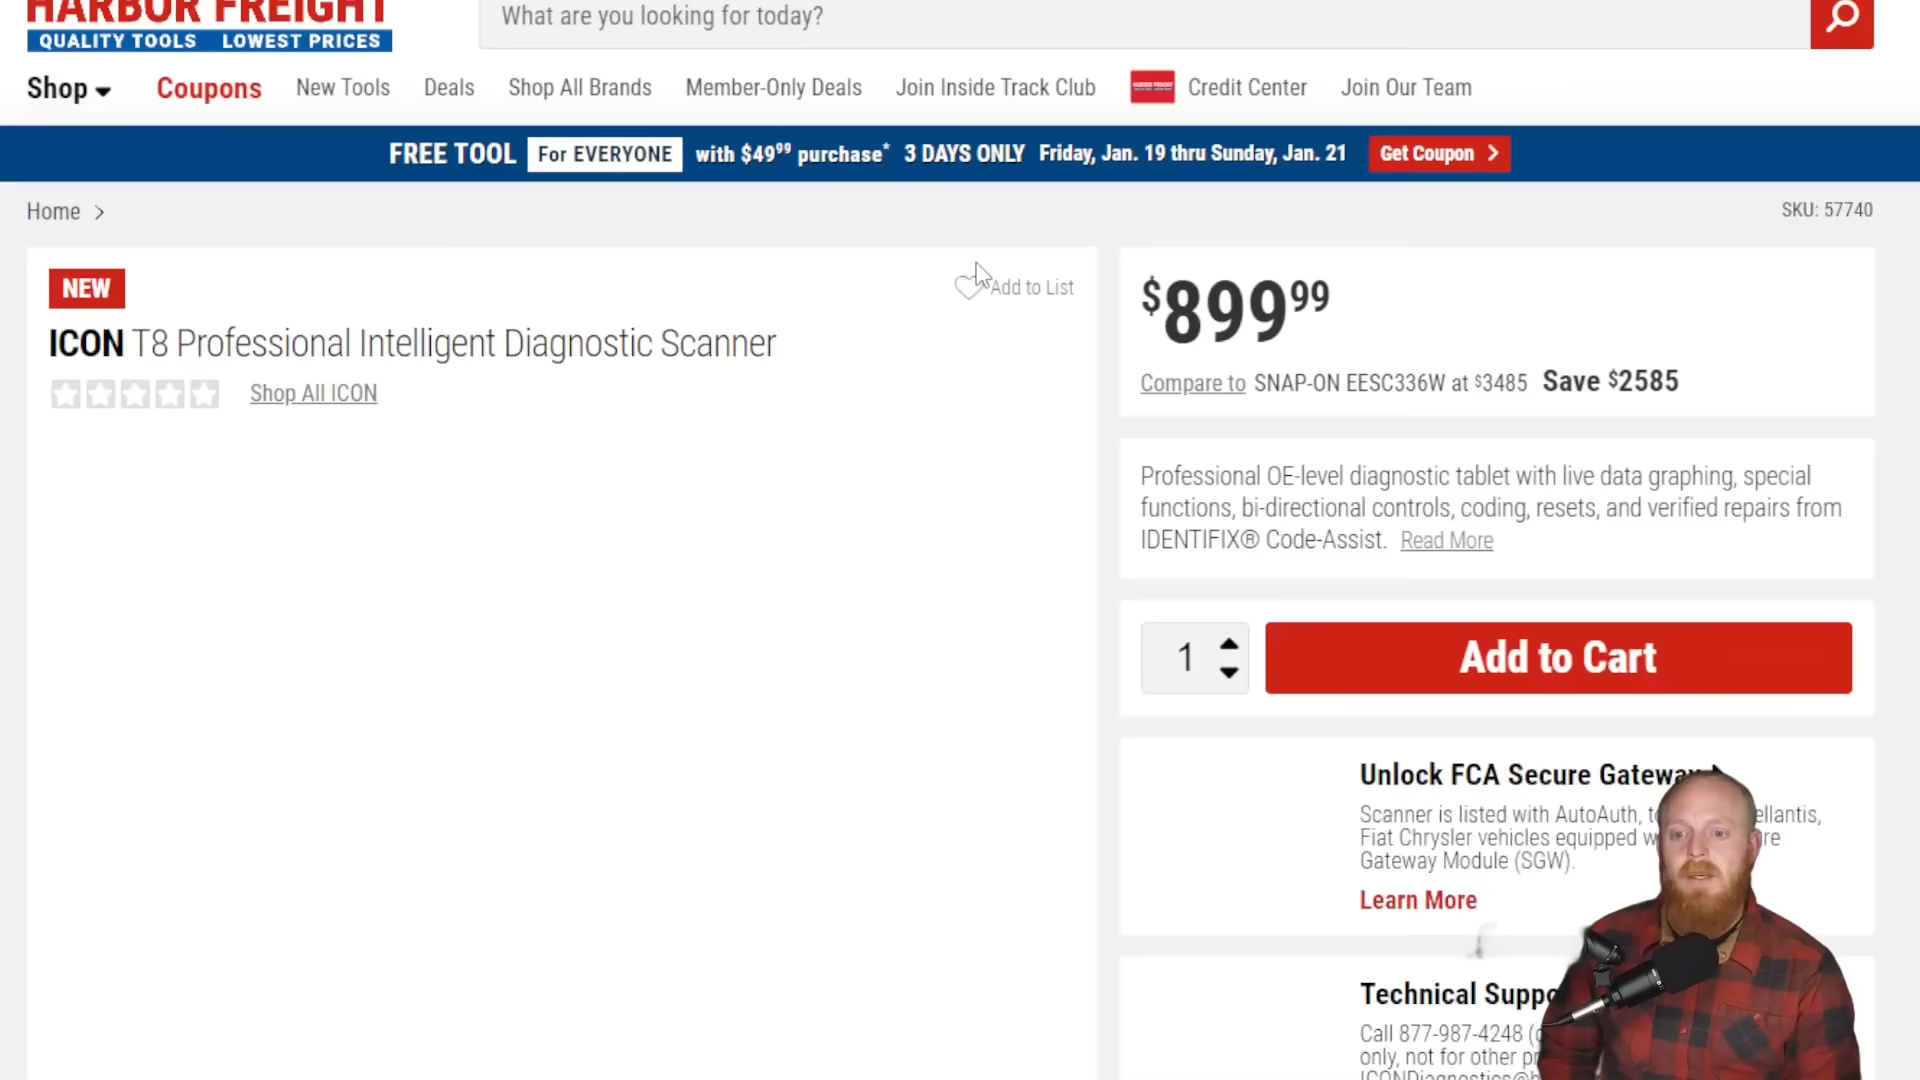 HARBOR FREIGHT
QUALITY TOOLS LOWEST PRICES
What are you looking for today?
Shop Coupons New Tools Deals Shop All Brands Member-Only Deals Join Inside Track Club Credit Center Join Our Team
FREE TOOL For EVERYONE with $49⁹⁹ purchase* 3 DAYS ONLY Friday, Jan. 19 thru Sunday, Jan. 21 Get Coupon
Home
SKU: 57740
NEW
Add to List
ICON T8 Professional Intelligent Diagnostic Scanner
Shop All ICON
$899⁹⁹
Compare to SNAP-ON EESC336W at $3485 Save $2585
Professional OE-level diagnostic tablet with live data graphing, special
functions, bi-directional controls, coding, resets, and verified repairs from
IDENTIFIX® Code-Assist. Read More
1
Add to Cart
Unlock FCA Secure Gateway
Scanner is listed with AutoAuth, ellantis,
Fiat Chrysler vehicles equipped
Gateway Module (SGW).
Learn More
Technical Suppo
Call 877-987-4248
only, not for other
ICONDiagnostics@